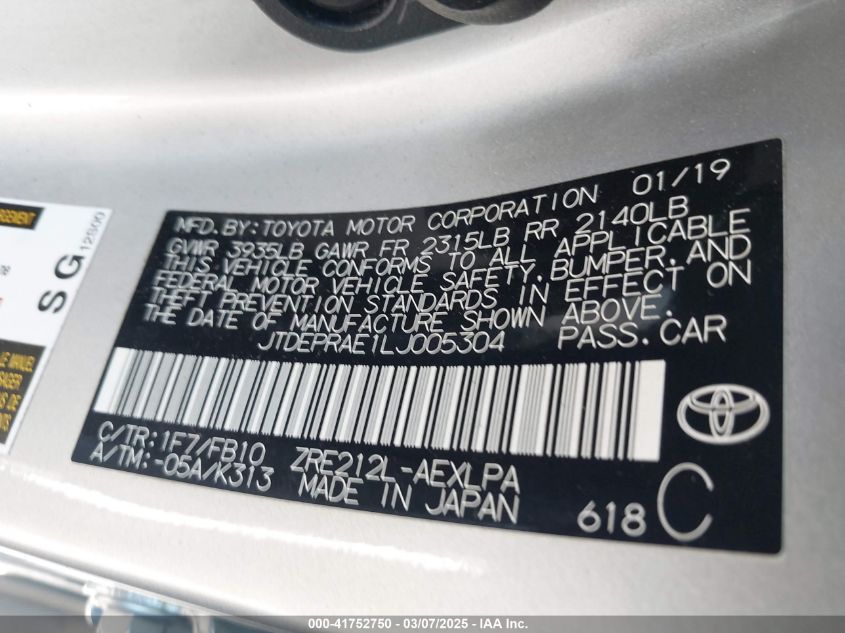 MFD. BY: TOYOTA MOTOR CORPORATION 01/19
GVWR 3935LB GAWR FR 2315LB RR 2140LB
THIS VEHICLE CONFORMS TO ALL APPLICABLE
FEDERAL MOTOR VEHICLE SAFETY, BUMPER, AND
THEFT PREVENTION STANDARDS IN EFFECT ON
THE DATE OF MANUFACTURE SHOWN ABOVE.
JTDEPRAE1LJ005304 PASS. CAR
C/TR: 1F7/FB10 ZRE212L-AEXLPA
A/TM: -05A/K313 MADE IN JAPAN
618 C
SG 12S00
LE MANUEL
000-41752750 - 03/07/2025 - IAA Inc.